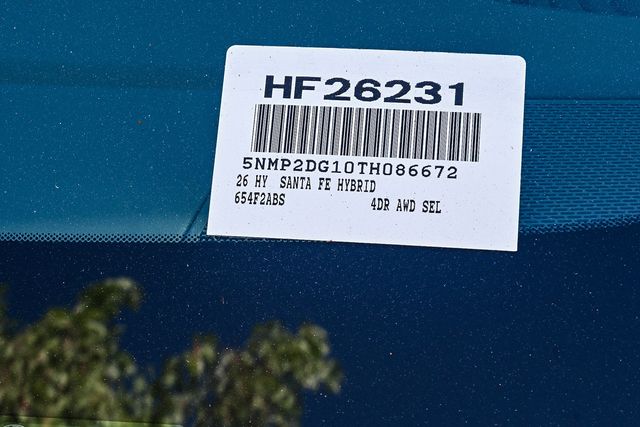 HF26231
5NMP2DG10TH086672
26 HY SANTA FE HYBRID
654F2ABS 4DR AWD SEL